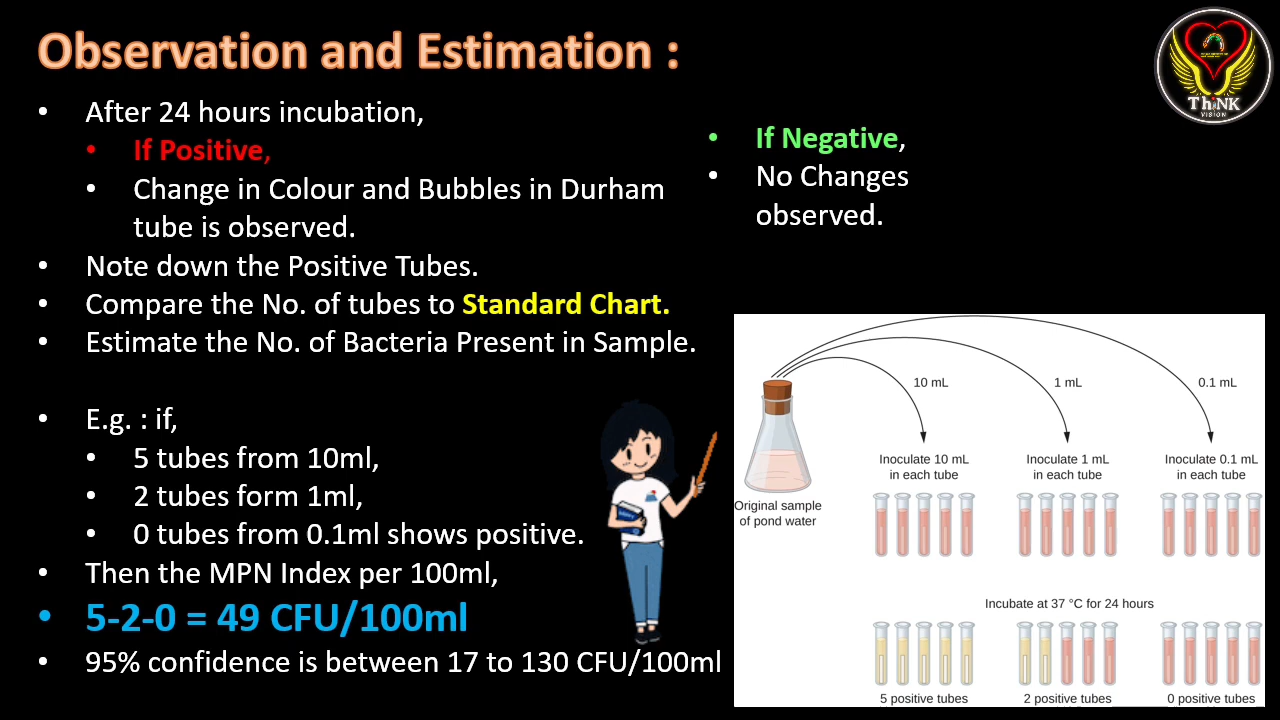 Observation and Estimation :
ThiNK
VISION
• After 24 hours incubation,
• If Positive,
• Change in Colour and Bubbles in Durham
tube is observed.
• If Negative,
• No Changes
observed.
• Note down the Positive Tubes.
• Compare the No. of tubes to Standard Chart.
• Estimate the No. of Bacteria Present in Sample.
• E.g. : if,
• 5 tubes from 10ml,
• 2 tubes form 1ml,
• 0 tubes from 0.1ml shows positive.
• Then the MPN Index per 100ml,
• 5-2-0 = 49 CFU/100ml
• 95% confidence is between 17 to 130 CFU/100ml
10 mL
1 mL
0.1 mL
Inoculate 10 mL
in each tube
Inoculate 1 mL
in each tube
Inoculate 0.1 mL
in each tube
Original sample
of pond water
Incubate at 37 °C for 24 hours
5 positive tubes
2 positive tubes
0 positive tubes